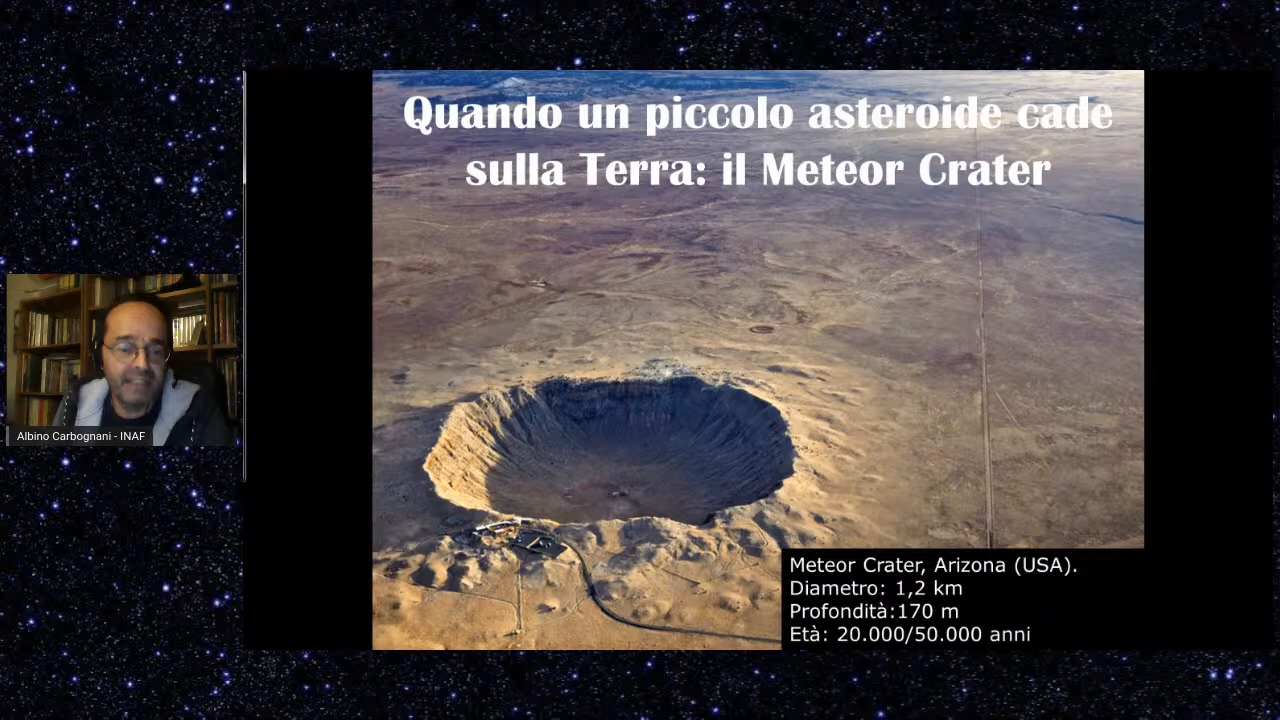 Quando un piccolo asteroide cade
sulla Terra: il Meteor Crater
Albino Carbognani - INAF
Meteor Crater, Arizona (USA).
Diametro: 1,2 km
Profondità:170 m
Età: 20.000/50.000 anni